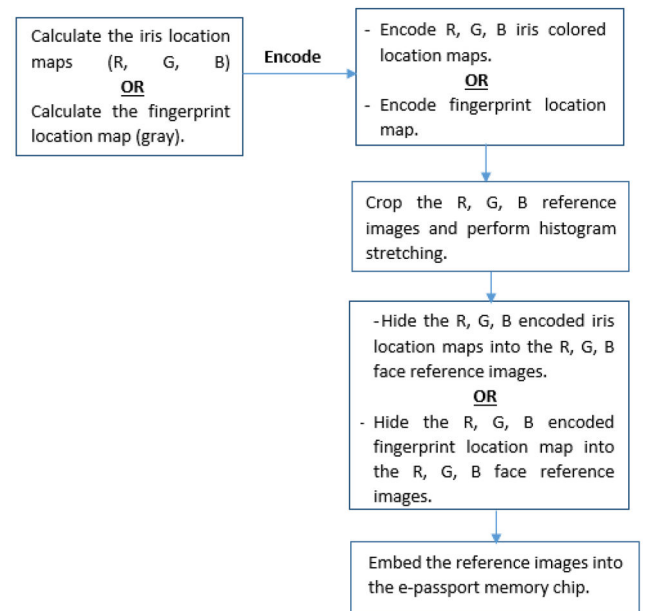 Calculate the iris location
maps (R, G, B)
OR
Calculate the fingerprint
location map (gray).
Encode
- Encode R, G, B iris colored
location maps.
OR
- Encode fingerprint location
map.
Crop the R, G, B reference
images and perform histogram
stretching.
-Hide the R, G, B encoded iris
location maps into the R, G, B
face reference images.
OR
- Hide the R, G, B encoded
fingerprint location map into
the R, G, B face reference
images.
Embed the reference images into
the e-passport memory chip.